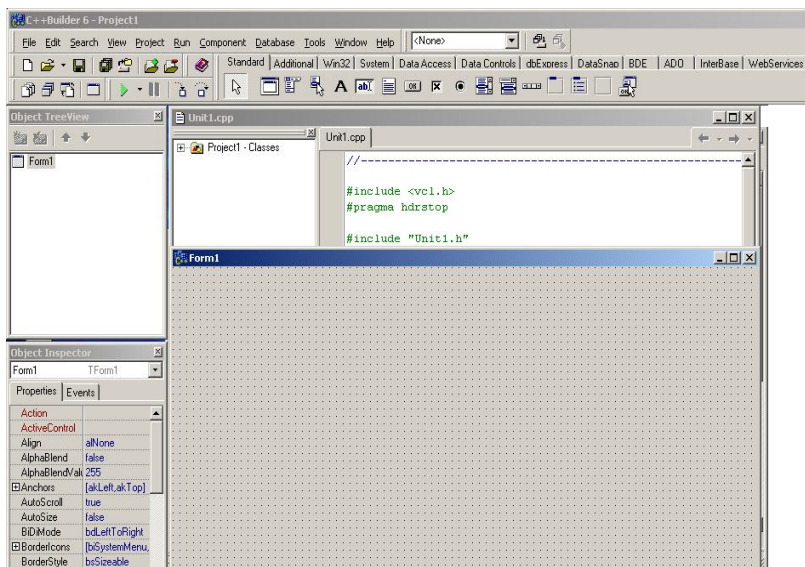 C++Builder 6 - Project1
File Edit Search View Project Run Component Database Tools Window Help <None>
Standard Additional Win32 System Data Access Data Controls dbExpress DataSnap BDE ADO InterBase WebServices
Object TreeView
Form1
Unit1.cpp
Project1 - Classes
Unit1.cpp
//----------------------------------------------------------
#include <vcl.h>
#pragma hdrstop
#include "Unit1.h"
Form1
Object Inspector
Form1 TForm1
Properties Events
Action
ActiveControl
Align alNone
AlphaBlend false
AlphaBlendVal 255
Anchors [akLeft,akTop]
AutoScroll true
AutoSize false
BiDiMode bdLeftToRight
BorderIcons [biSystemMenu,
BorderStyle bsSizeable